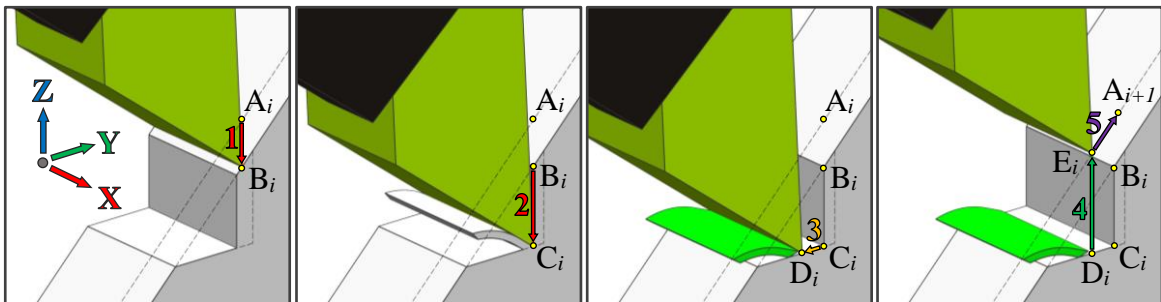 Z
Y
X
A_i
1
B_i
A_i
B_i
2
C_i
A_i
B_i
3
C_i
D_i
A_{i+1}
5
E_i
B_i
4
C_i
D_i